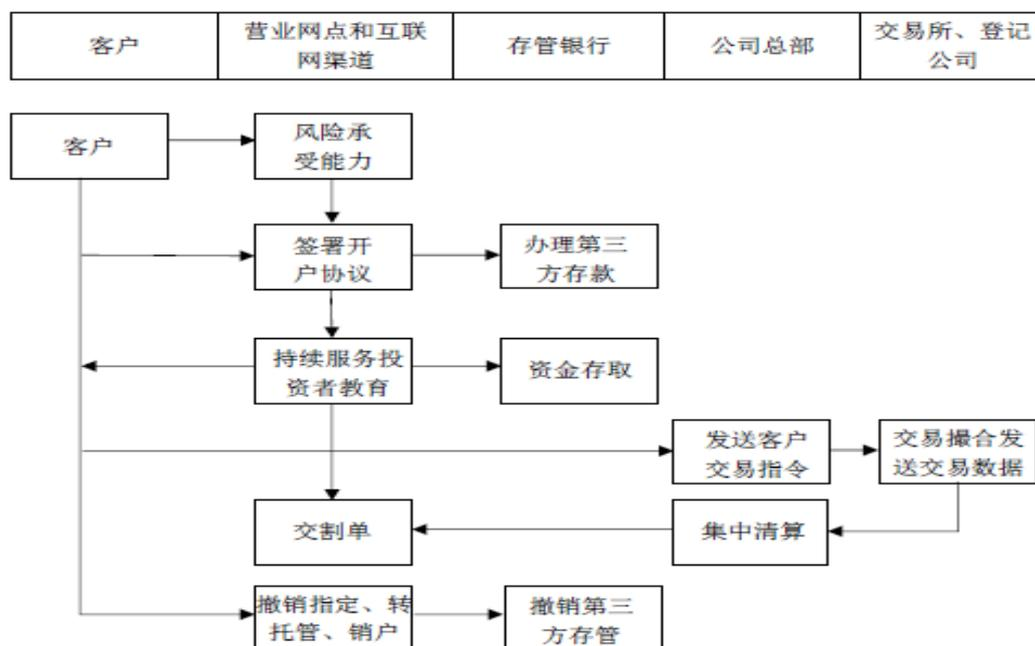 客户
营业网点和互联
网渠道
存管银行
公司总部
交易所、登记
公司
客户
风险承
受能力
签署开
户协议
办理第三
方存款
持续服务投
资者教育
资金存取
发送客户
交易指令
交易撮合发
送交易数据
交割单
集中清算
撤销指定、转
托管、销户
撤销第三
方存管